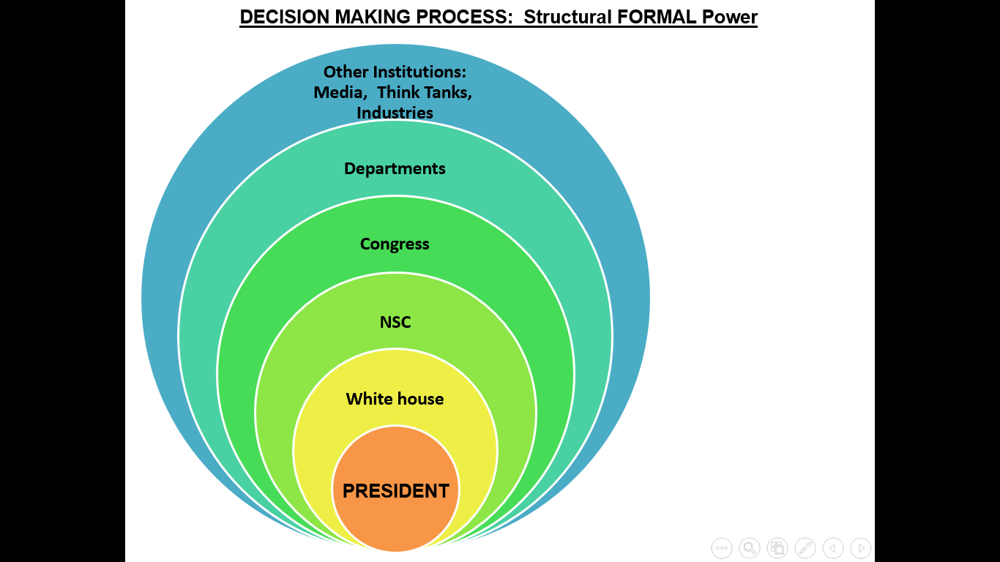 DECISION MAKING PROCESS:  Structural FORMAL Power
Other Institutions:
Media,  Think Tanks,
Industries
Departments
Congress
NSC
White house
PRESIDENT